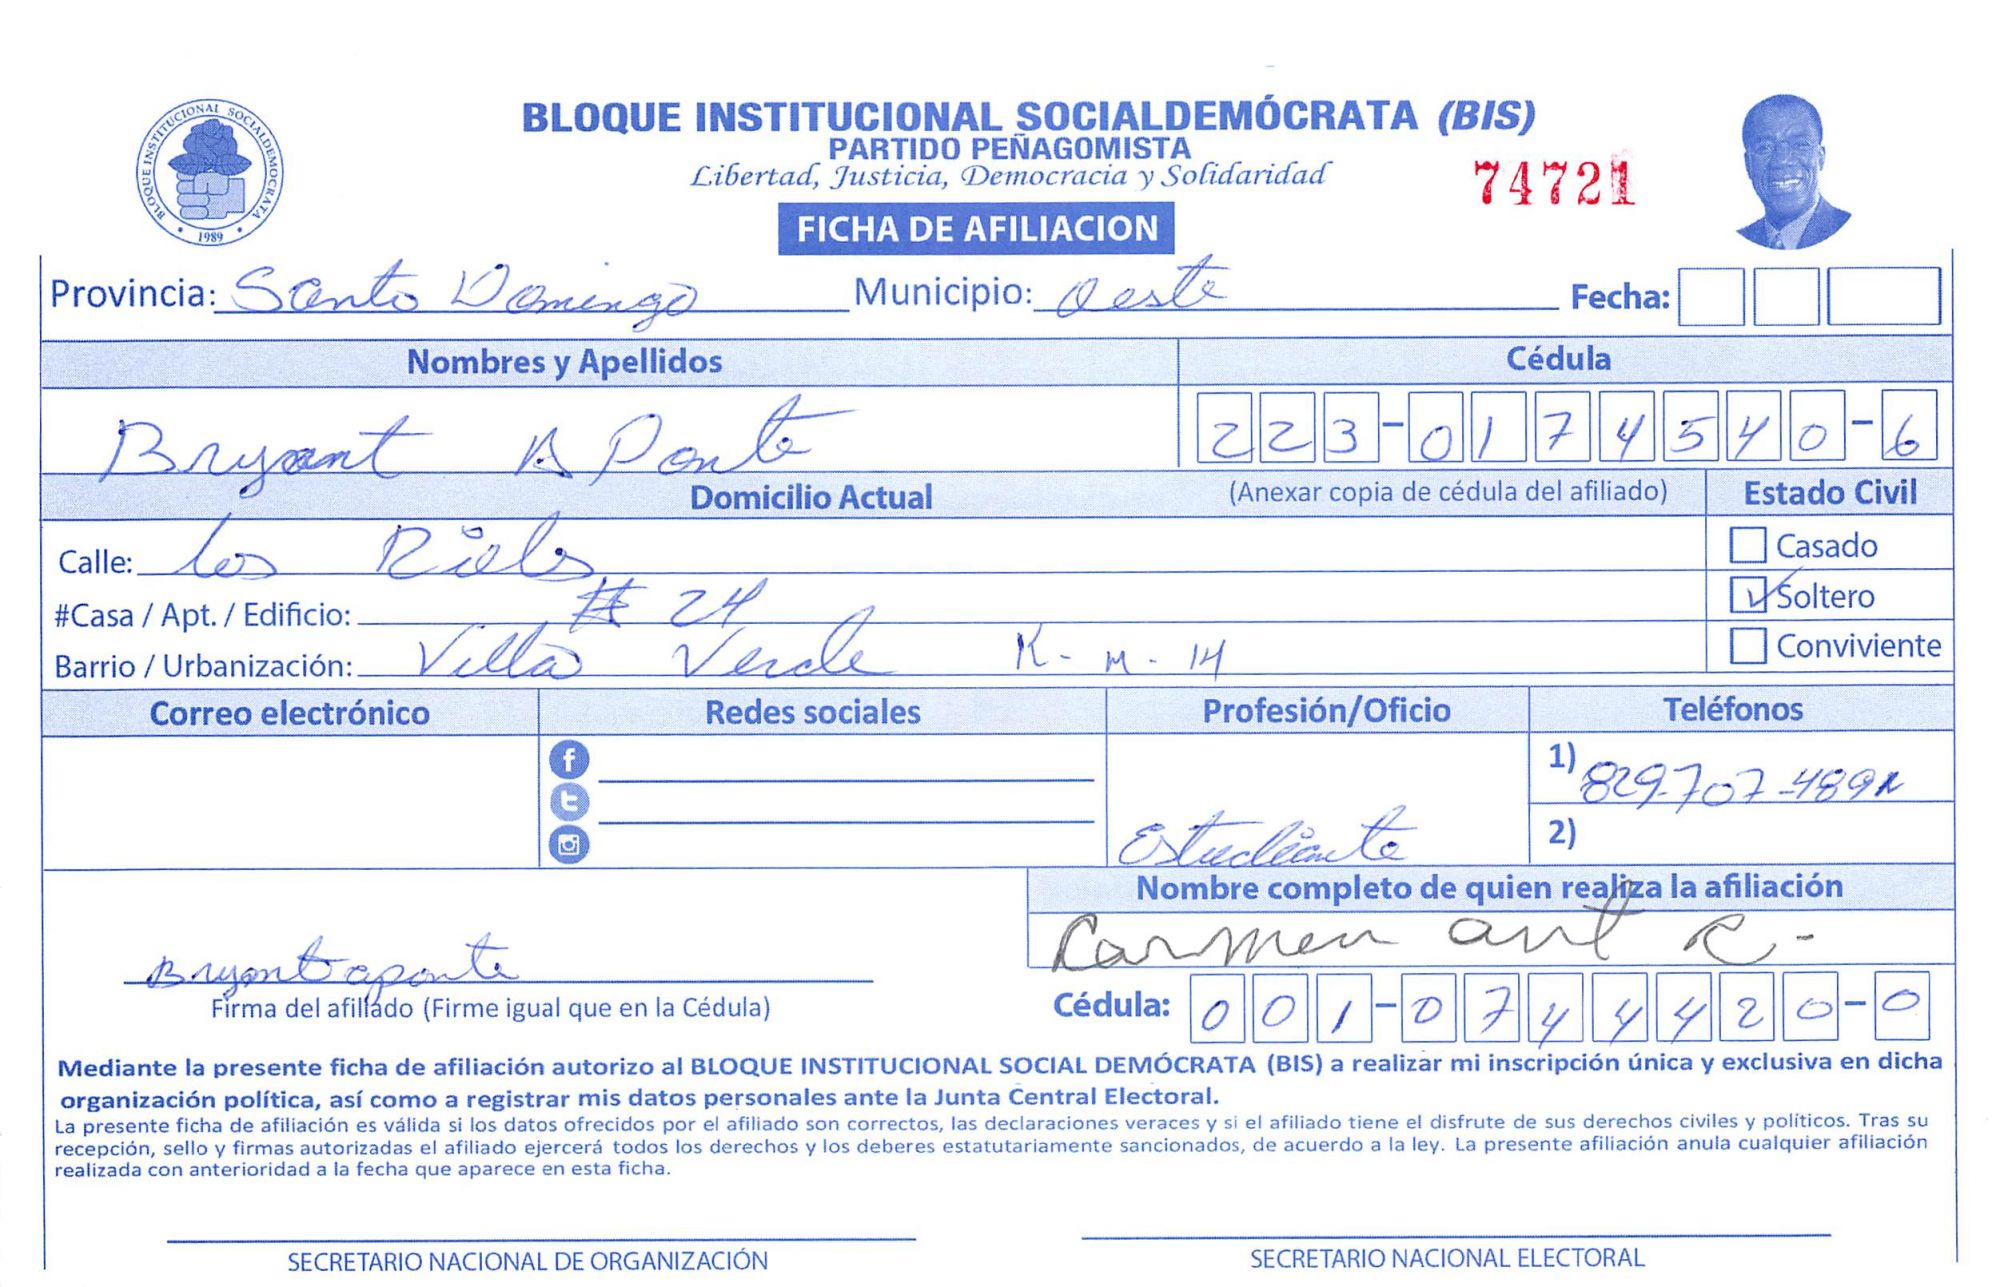 BLOQUE INSTITUCIONAL SOCIALDEMÓCRATA (BIS)
PARTIDO PEÑAGOMISTA
Libertad, Justicia, Democracia y Solidaridad
74721
FICHA DE AFILIACION
BLOQUE INSTITUCIONAL SOCIALDEMOCRATA
1989
Provincia: Santo Domingo Municipio: Oeste Fecha:
Nombres y Apellidos Cédula
Bryant Aponte 223-0174540-6
Domicilio Actual (Anexar copia de cédula del afiliado) Estado Civil
Calle: Los Rieles Casado
#Casa / Apt. / Edificio: # 24 Soltero
Barrio / Urbanización: Villa Verde K-m-14 Conviviente
Correo electrónico Redes sociales Profesión/Oficio Teléfonos
1) 829-707-489
Estudiante 2)
Nombre completo de quien realiza la afiliación
Carmen ant R-
Bryant aponte
Firma del afiliado (Firme igual que en la Cédula) Cédula: 001-0744420-0
Mediante la presente ficha de afiliación autorizo al BLOQUE INSTITUCIONAL SOCIAL DEMÓCRATA (BIS) a realizar mi inscripción única y exclusiva en dicha
organización política, así como a registrar mis datos personales ante la Junta Central Electoral.
La presente ficha de afiliación es válida si los datos ofrecidos por el afiliado son correctos, las declaraciones veraces y si el afiliado tiene el disfrute de sus derechos civiles y políticos. Tras su
recepción, sello y firmas autorizadas el afiliado ejercerá todos los derechos y los deberes estatutariamente sancionados, de acuerdo a la ley. La presente afiliación anula cualquier afiliación
realizada con anterioridad a la fecha que aparece en esta ficha.
SECRETARIO NACIONAL DE ORGANIZACIÓN SECRETARIO NACIONAL ELECTORAL